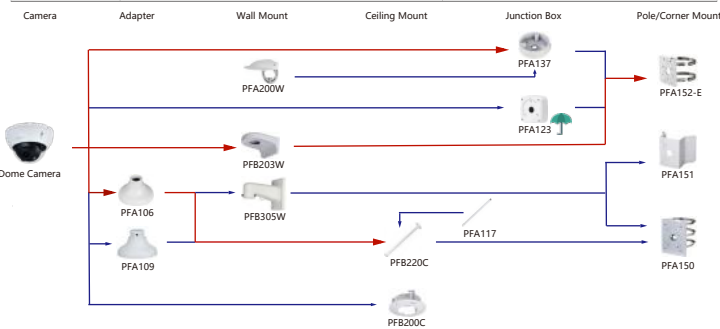 Camera Adapter Wall Mount Ceiling Mount Junction Box Pole/Corner Mount
PFA137
PFA200W
PFA152-E
PFA123
PFB203W
Dome Camera
PFA151
PFA106
PFB305W
PFA117
PFA109
PFB220C
PFA150
PFB200C